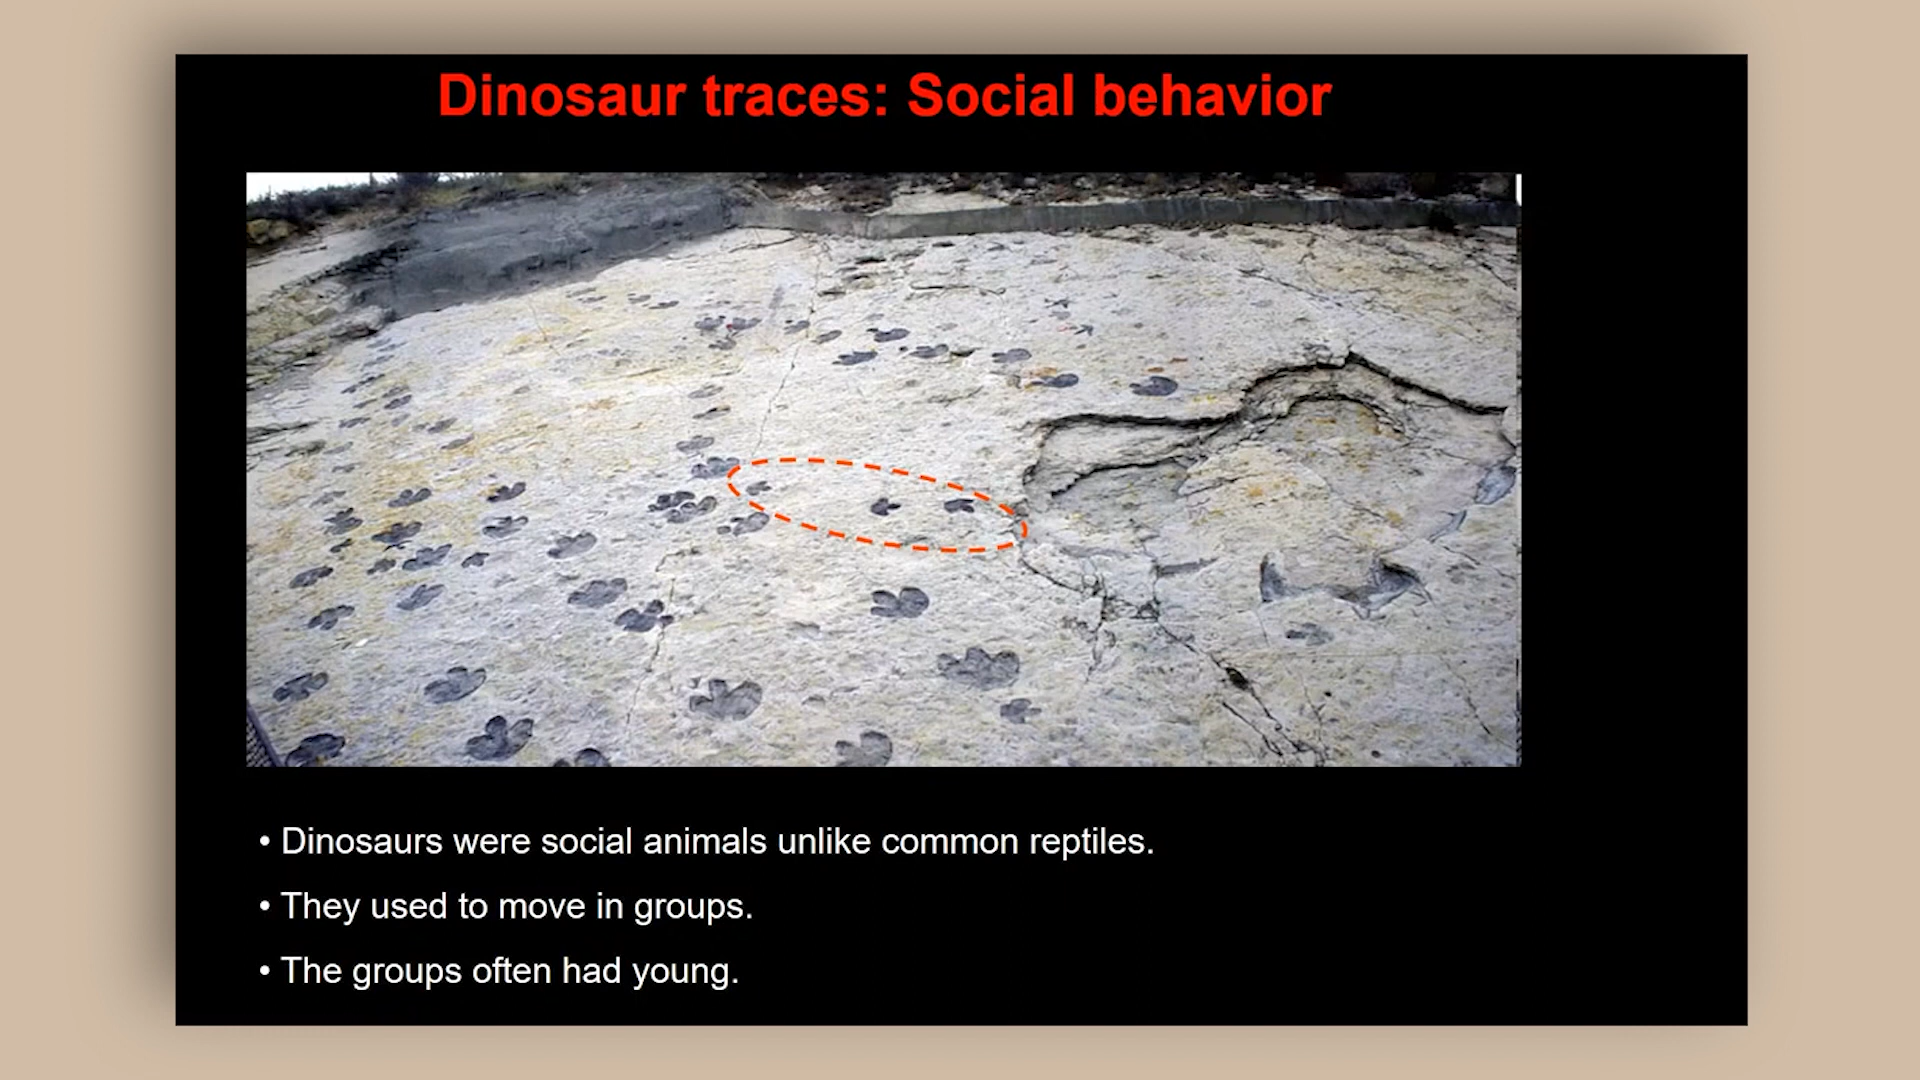 Dinosaur traces: Social behavior
• Dinosaurs were social animals unlike common reptiles.
• They used to move in groups.
• The groups often had young.